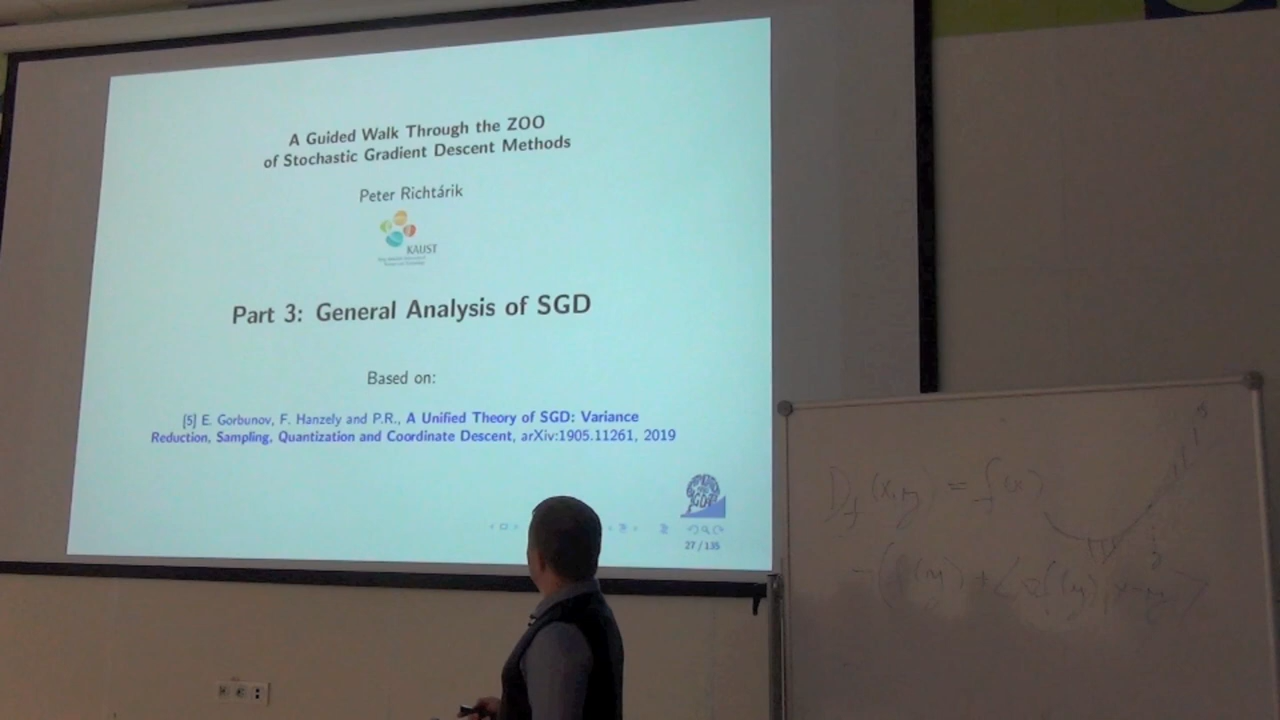 A Guided Walk Through the ZOO
of Stochastic Gradient Descent Methods
Peter Richtárik
KAUST
Part 3: General Analysis of SGD
Based on:
[5] E. Gorbunov, F. Hanzely and P.R., A Unified Theory of SGD: Variance
Reduction, Sampling, Quantization and Coordinate Descent, arXiv:1905.11261, 2019
SGD
27 / 135
D_f (x,y) = f(x)
- (f(y) + < ∇f(y), x-y >